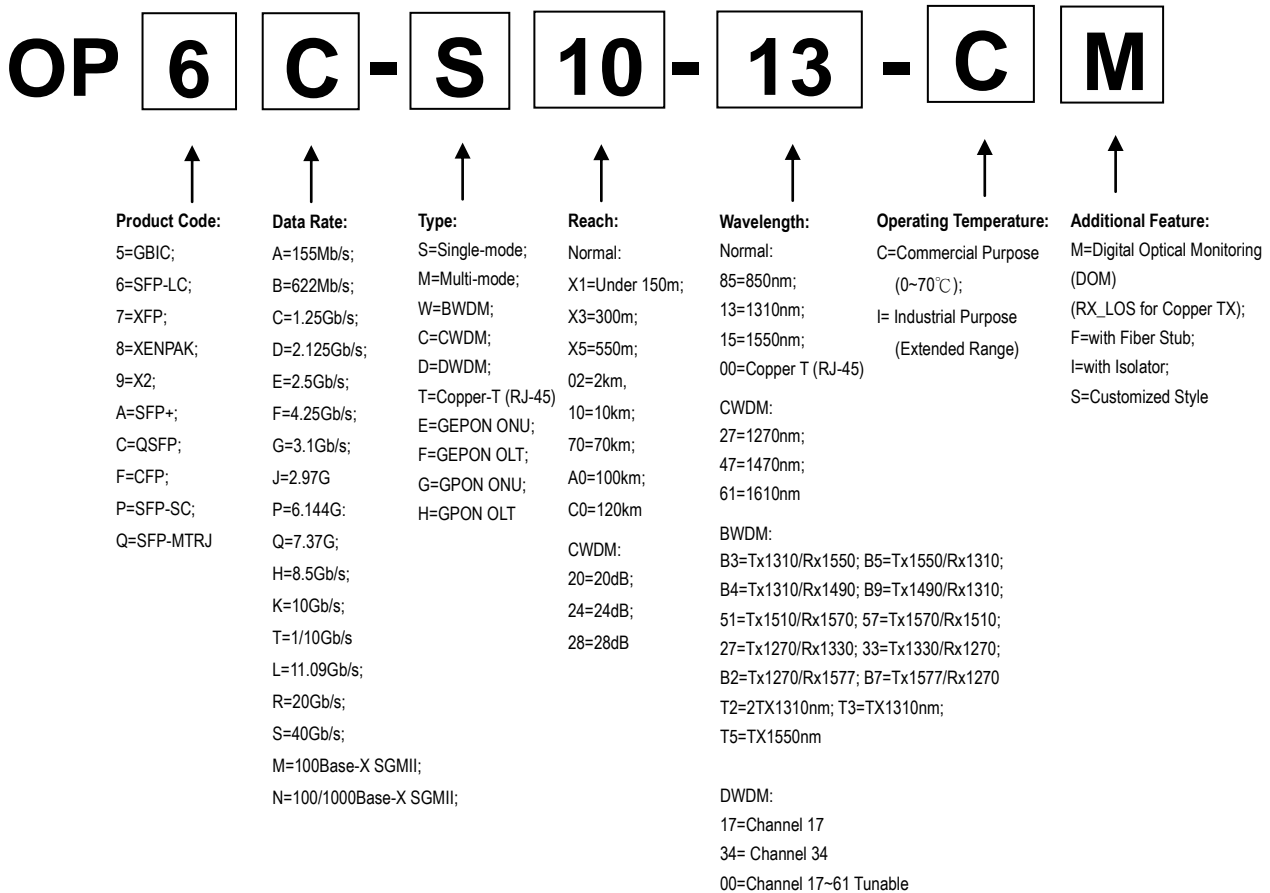 OP 6 C - S 10 - 13 - C M
Product Code:
5=GBIC;
6=SFP-LC;
7=XFP;
8=XENPAK;
9=X2;
A=SFP+;
C=QSFP;
F=CFP;
P=SFP-SC;
Q=SFP-MTRJ
Data Rate:
A=155Mb/s;
B=622Mb/s;
C=1.25Gb/s;
D=2.125Gb/s;
E=2.5Gb/s;
F=4.25Gb/s;
G=3.1Gb/s;
J=2.97G
P=6.144G:
Q=7.37G;
H=8.5Gb/s;
K=10Gb/s;
T=1/10Gb/s
L=11.09Gb/s;
R=20Gb/s;
S=40Gb/s;
M=100Base-X SGMII;
N=100/1000Base-X SGMII;
Type:
S=Single-mode;
M=Multi-mode;
W=BWDM;
C=CWDM;
D=DWDM;
T=Copper-T (RJ-45)
E=GEPON ONU;
F=GEPON OLT;
G=GPON ONU;
H=GPON OLT
Reach:
Normal:
X1=Under 150m;
X3=300m;
X5=550m;
02=2km,
10=10km;
70=70km;
A0=100km;
C0=120km
CWDM:
20=20dB;
24=24dB;
28=28dB
Wavelength:
Normal:
85=850nm;
13=1310nm;
15=1550nm;
00=Copper T (RJ-45)
CWDM:
27=1270nm;
47=1470nm;
61=1610nm
BWDM:
B3=Tx1310/Rx1550; B5=Tx1550/Rx1310;
B4=Tx1310/Rx1490; B9=Tx1490/Rx1310;
51=Tx1510/Rx1570; 57=Tx1570/Rx1510;
27=Tx1270/Rx1330; 33=Tx1330/Rx1270;
B2=Tx1270/Rx1577; B7=Tx1577/Rx1270
T2=2TX1310nm; T3=TX1310nm;
T5=TX1550nm
DWDM:
17=Channel 17
34= Channel 34
00=Channel 17~61 Tunable
Operating Temperature:
C=Commercial Purpose
(0~70℃);
I= Industrial Purpose
(Extended Range)
Additional Feature:
M=Digital Optical Monitoring
(DOM)
(RX_LOS for Copper TX);
F=with Fiber Stub;
I=with Isolator;
S=Customized Style